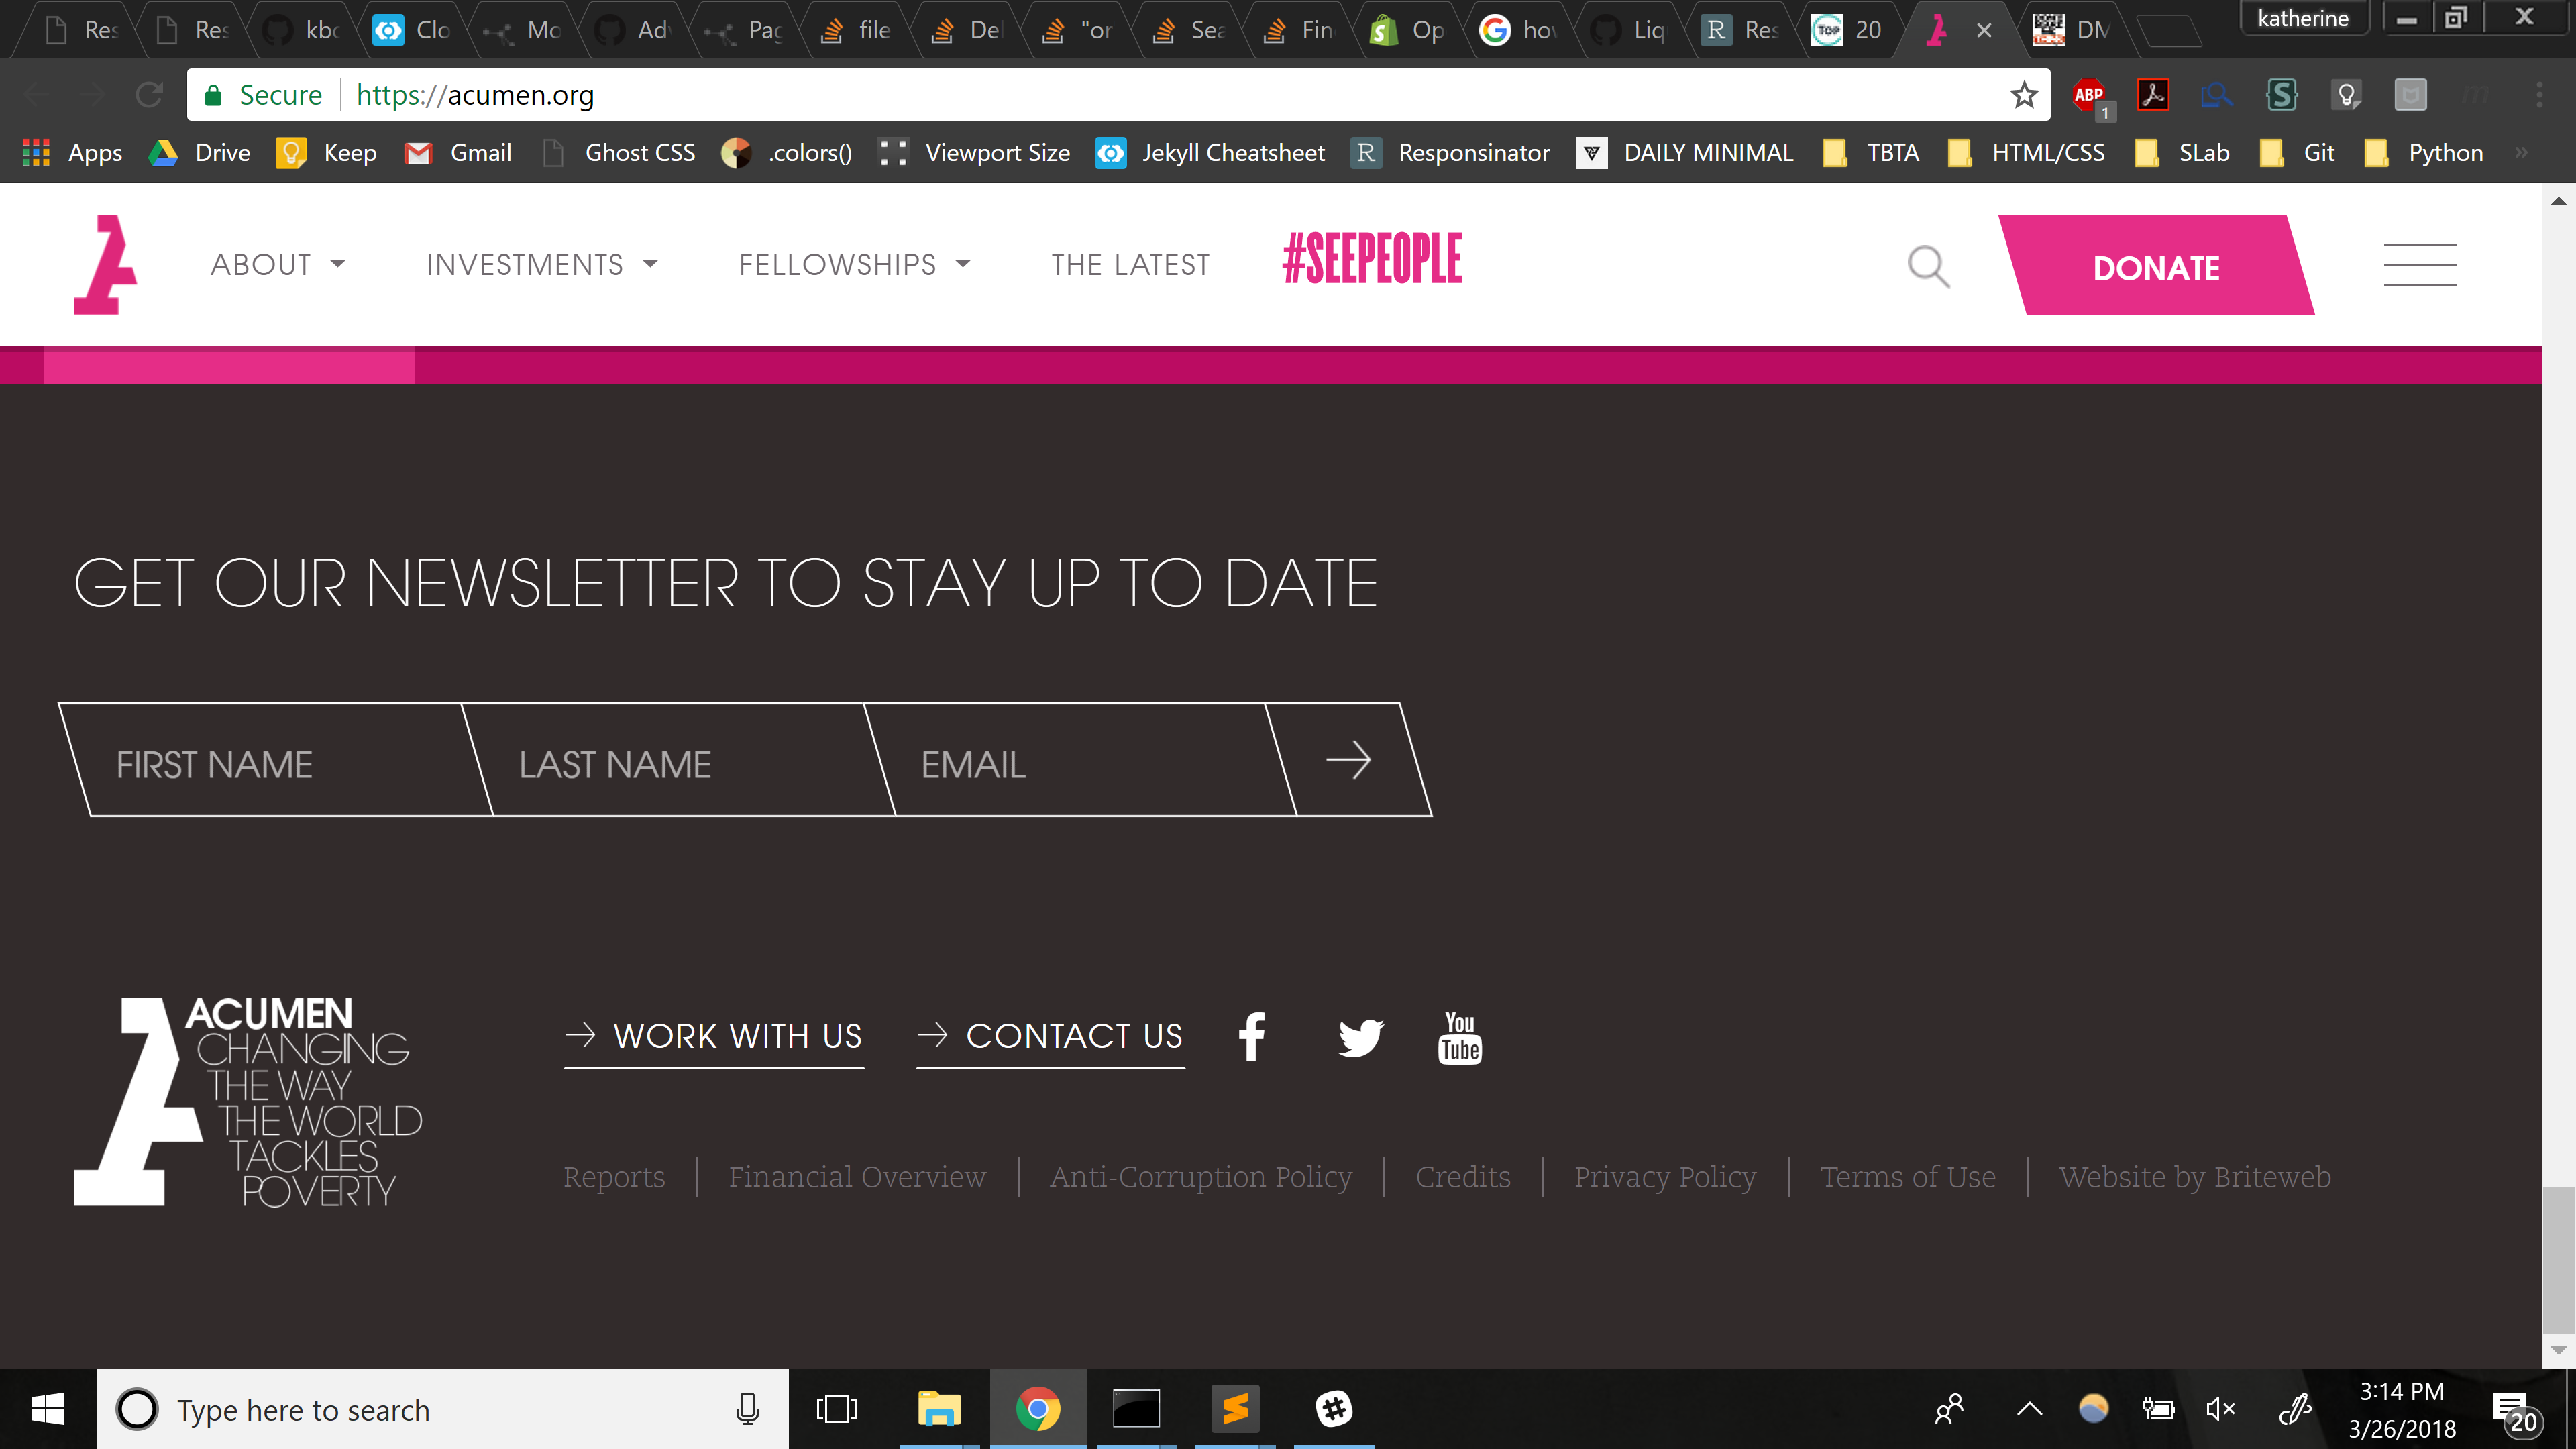 Res Res kbc Clo Mo Adv Pag file Del "or Sea Fin Op hov Liq Res TOP 20 DM katherine
Secure https://acumen.org ABP 1
Apps Drive Keep Gmail Ghost CSS .colors() Viewport Size Jekyll Cheatsheet R Responsinator DAILY MINIMAL TBTA HTML/CSS SLab Git Python »
ABOUT INVESTMENTS FELLOWSHIPS THE LATEST #SEEPEOPLE DONATE
GET OUR NEWSLETTER TO STAY UP TO DATE
FIRST NAME LAST NAME EMAIL
ACUMEN
CHANGING
THE WAY
THE WORLD
TACKLES
POVERTY
WORK WITH US CONTACT US You Tube
Reports Financial Overview Anti-Corruption Policy Credits Privacy Policy Terms of Use Website by Briteweb
Type here to search
3:14 PM
3/26/2018
20